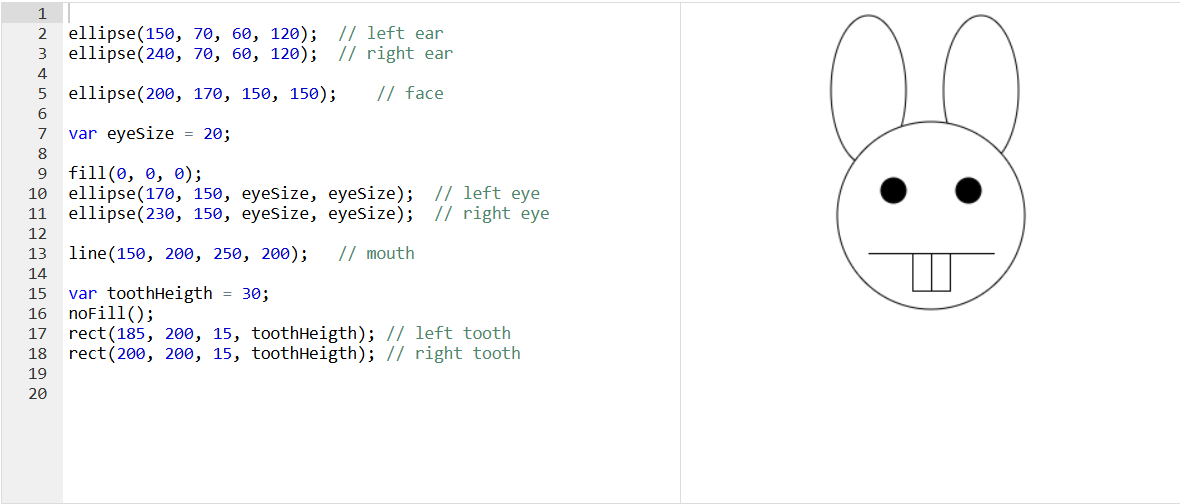 1
2 ellipse(150, 70, 60, 120);  // left ear
3 ellipse(240, 70, 60, 120);  // right ear
4
5 ellipse(200, 170, 150, 150);    // face
6
7 var eyeSize = 20;
8
9 fill(0, 0, 0);
10 ellipse(170, 150, eyeSize, eyeSize);  // left eye
11 ellipse(230, 150, eyeSize, eyeSize);  // right eye
12
13 line(150, 200, 250, 200);   // mouth
14
15 var toothHeigth = 30;
16 noFill();
17 rect(185, 200, 15, toothHeigth); // left tooth
18 rect(200, 200, 15, toothHeigth); // right tooth
19
20